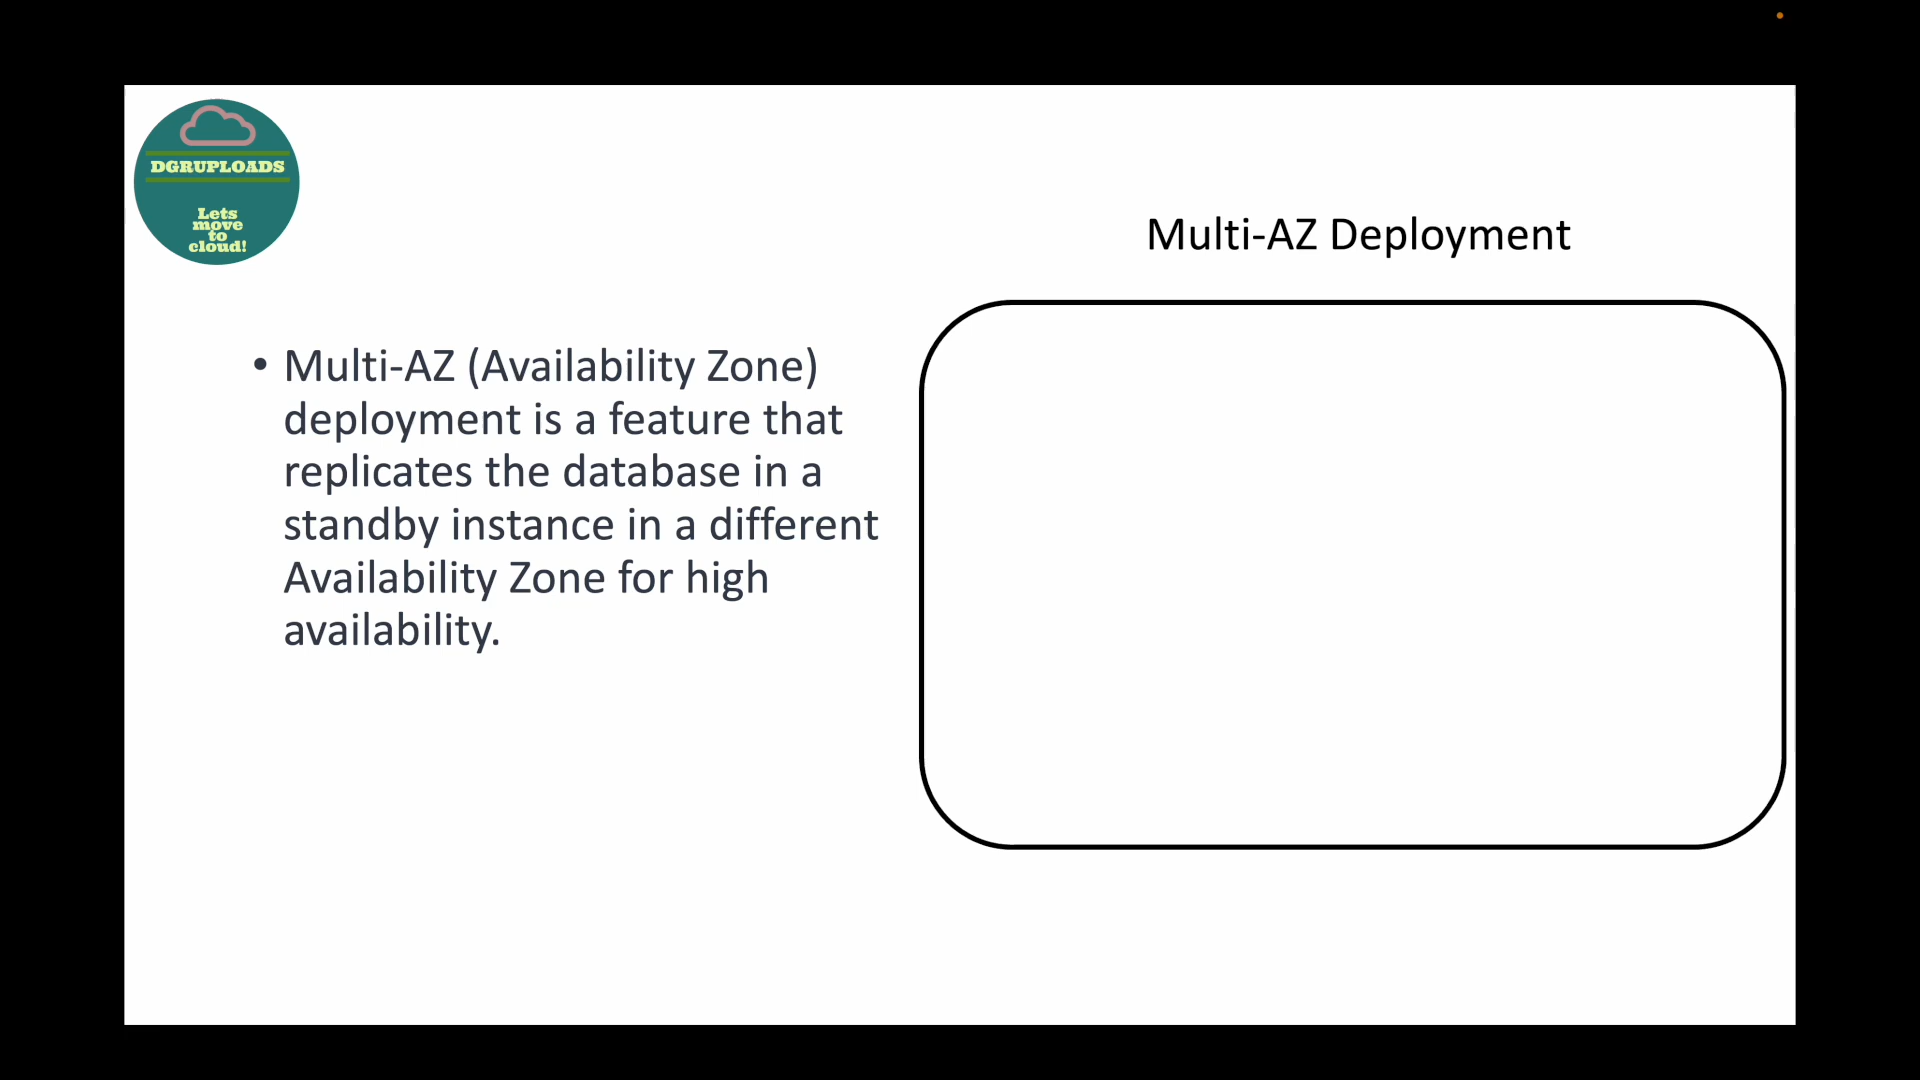 DGRUPLOADS
Lets
move
to
cloud!
Multi-AZ Deployment
• Multi-AZ (Availability Zone)
deployment is a feature that
replicates the database in a
standby instance in a different
Availability Zone for high
availability.